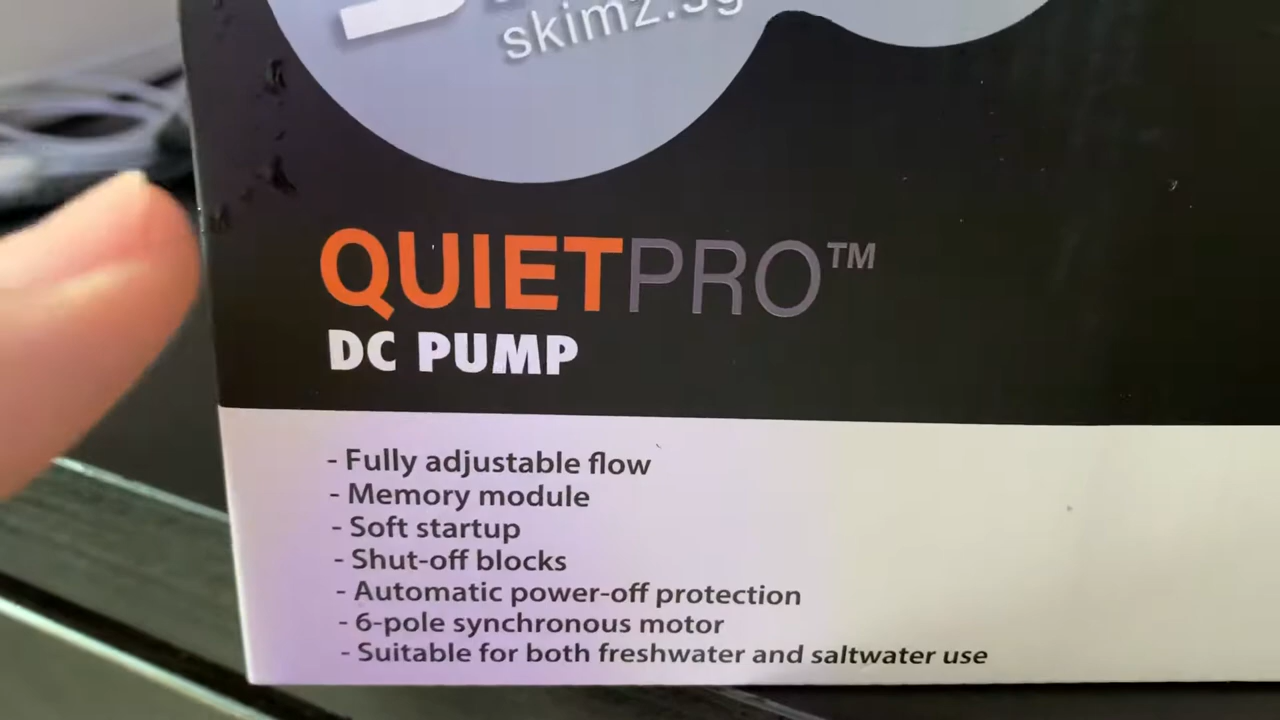 skimz.sg
QUIETPRO™
DC PUMP
- Fully adjustable flow
- Memory module
- Soft startup
- Shut-off blocks
- Automatic power-off protection
- 6-pole synchronous motor
- Suitable for both freshwater and saltwater use